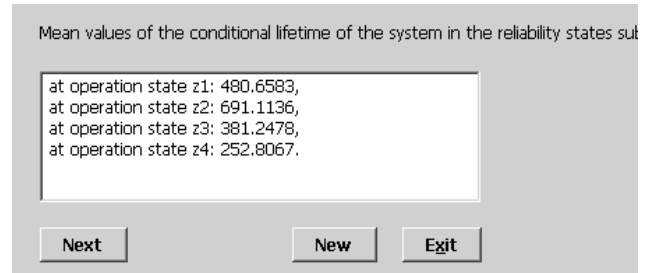 Mean values of the conditional lifetime of the system in the reliability states
at operation state z1: 480.6583,
at operation state z2: 691.1136,
at operation state z3: 381.2478,
at operation state z4: 252.8067.
Next New Exit